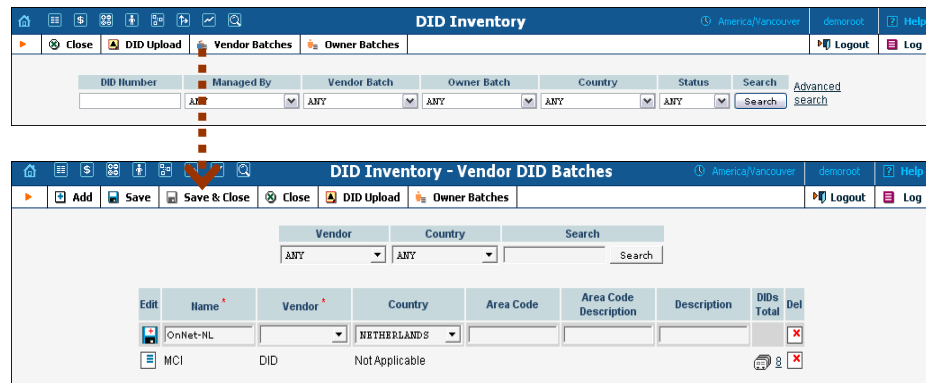 DID Inventory America/Vancouver demoroot Help
Close DID Upload Vendor Batches Owner Batches Logout Log
DID Number Managed By Vendor Batch Owner Batch Country Status Search Advanced search
ANY ANY ANY ANY ANY Search
DID Inventory - Vendor DID Batches America/Vancouver demoroot Help
Add Save Save & Close Close DID Upload Owner Batches Logout Log
Vendor Country Search
ANY ANY Search
Edit Name * Vendor * Country Area Code Area Code Description Description DIDs Total Del
OnNet-NL NETHERLANDS
MCI DID Not Applicable 8